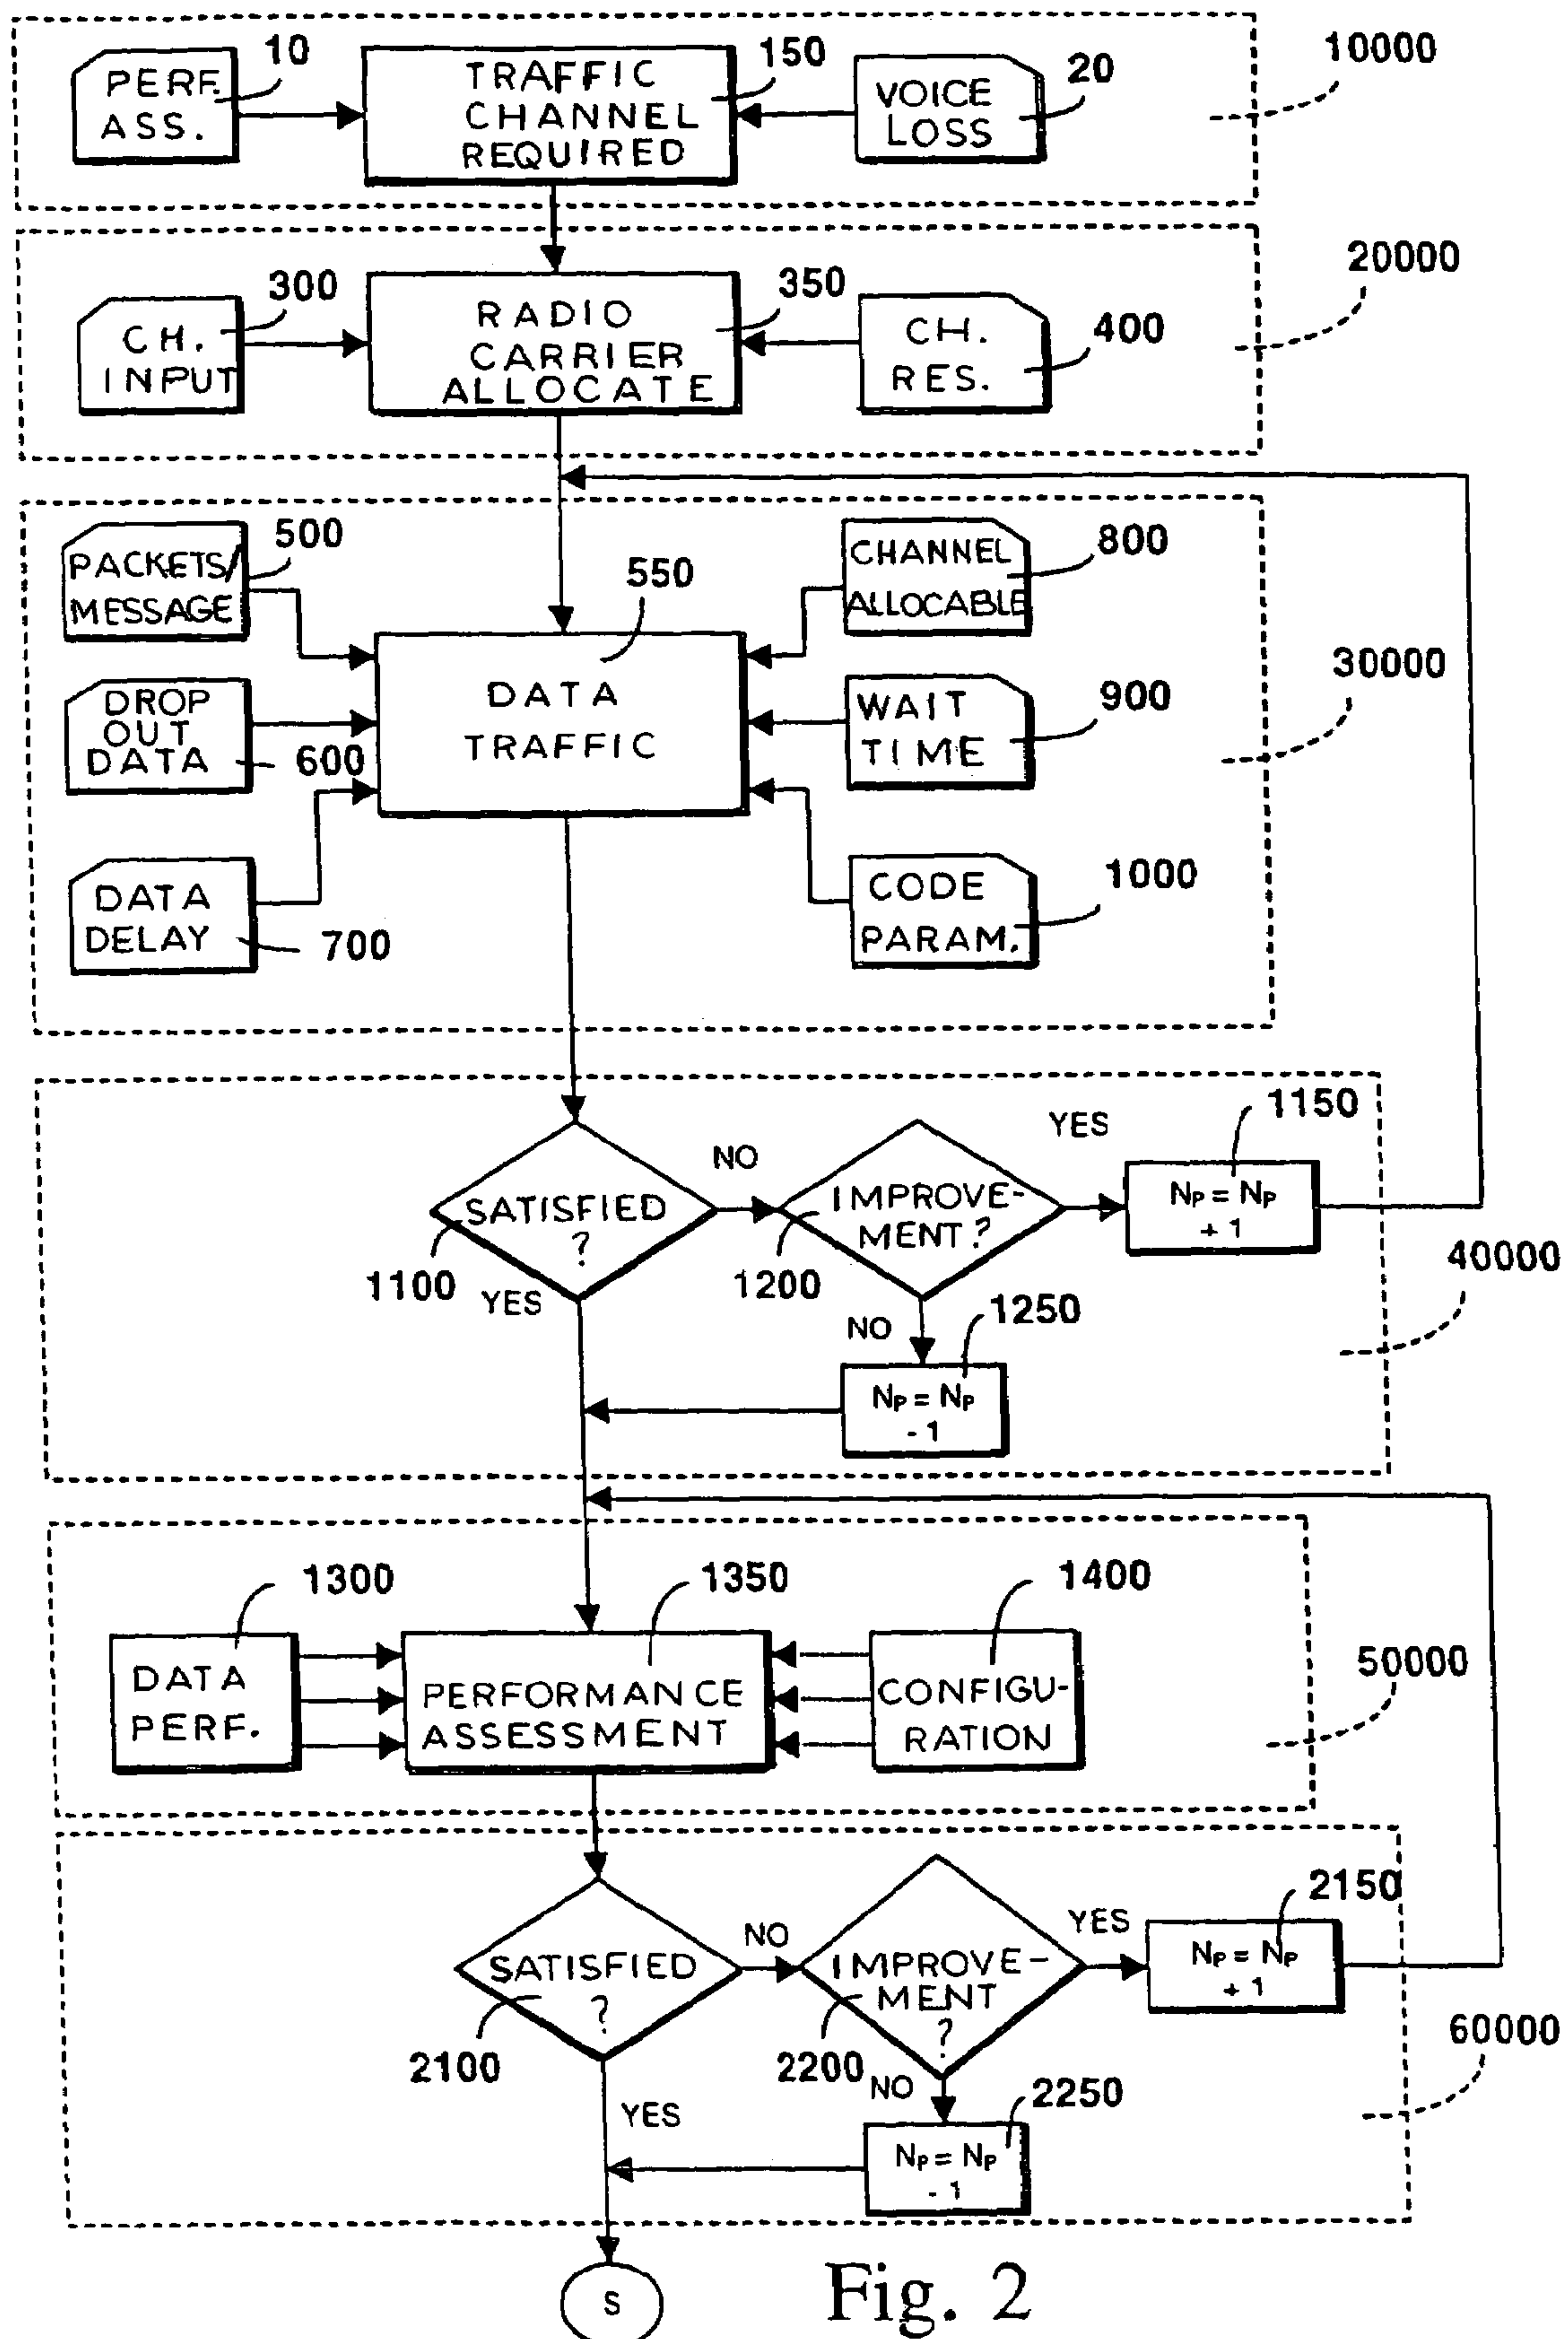 PERF.
ASS.
10
TRAFFIC
CHANNEL
REQUIRED
150
VOICE
LOSS
20
10000
CH.
INPUT
300
RADIO
CARRIER
ALLOCATE
350
CH.
RES.
400
20000
PACKETS/
MESSAGE
500
CHANNEL
ALLOCABLE
800
550
DATA
TRAFFIC
DROP
OUT
DATA
600
WAIT
TIME
900
30000
DATA
DELAY
700
CODE
PARAM.
1000
SATISFIED
?
1100
NO
YES
IMPROVE-
MENT?
1200
YES
NP = NP
+ 1
1150
NO
NP = NP
- 1
1250
40000
DATA
PERF.
1300
PERFORMANCE
ASSESSMENT
1350
CONFIGU-
RATION
1400
50000
SATISFIED
?
2100
NO
YES
IMPROVE-
MENT
?
2200
YES
NP = NP
+ 1
2150
NO
NP = NP
- 1
2250
60000
S
Fig. 2